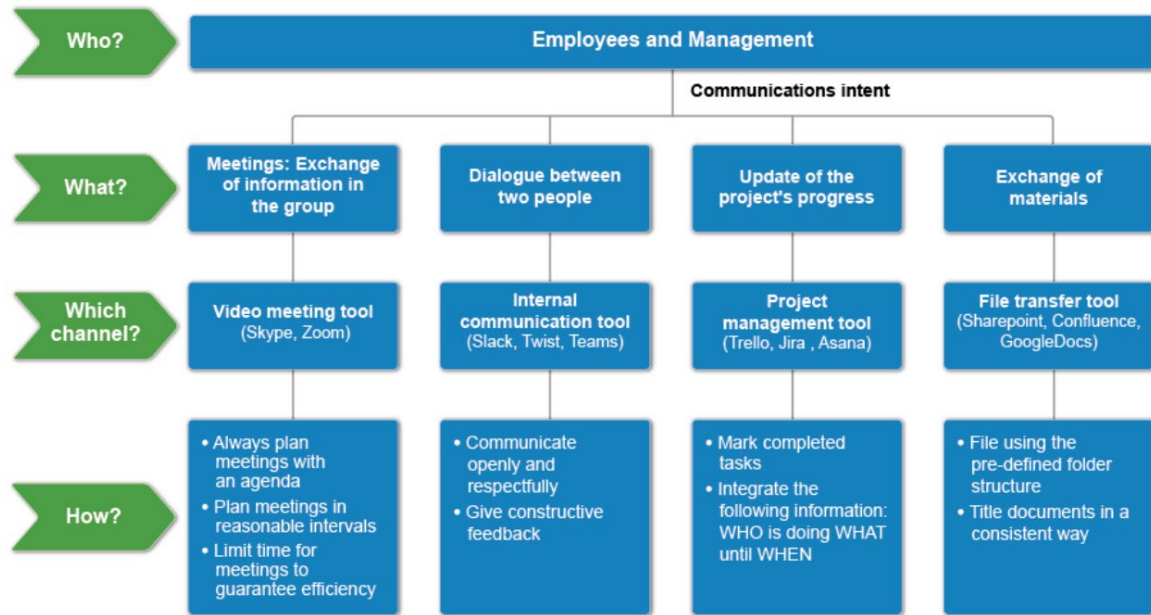 Who?
Employees and Management
Communications intent
What?
Meetings: Exchange
of information in
the group
Dialogue between
two people
Update of the
project's progress
Exchange of
materials
Which
channel?
Video meeting tool
(Skype, Zoom)
Internal
communication tool
(Slack, Twist, Teams)
Project
management tool
(Trello, Jira , Asana)
File transfer tool
(Sharepoint, Confluence,
GoogleDocs)
How?
• Always plan
meetings with
an agenda
• Plan meetings in
reasonable intervals
• Limit time for
meetings to
guarantee efficiency
• Communicate
openly and
respectfully
• Give constructive
feedback
• Mark completed
tasks
• Integrate the
following information:
WHO is doing WHAT
until WHEN
• File using the
pre-defined folder
structure
• Title documents in a
consistent way